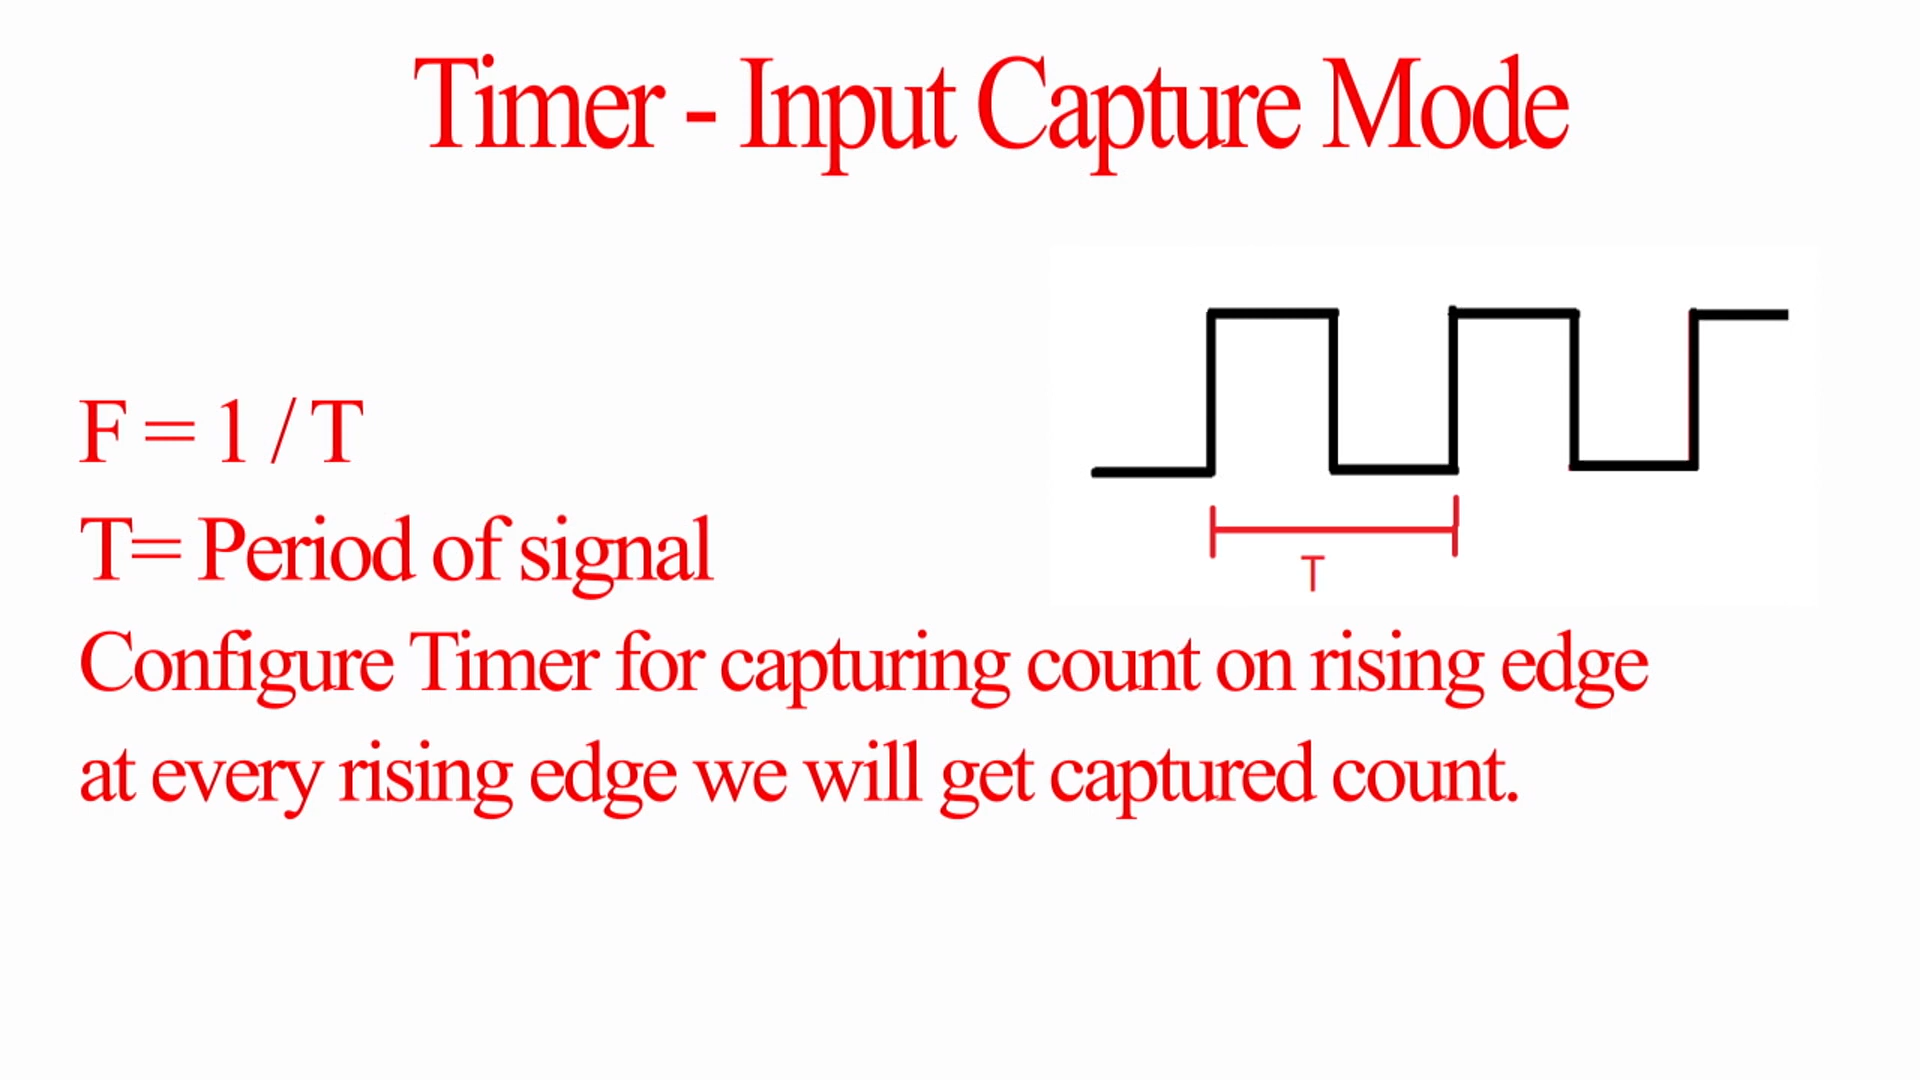 Timer - Input Capture Mode
F = 1 / T
T= Period of signal
T
Configure Timer for capturing count on rising edge
at every rising edge we will get captured count.